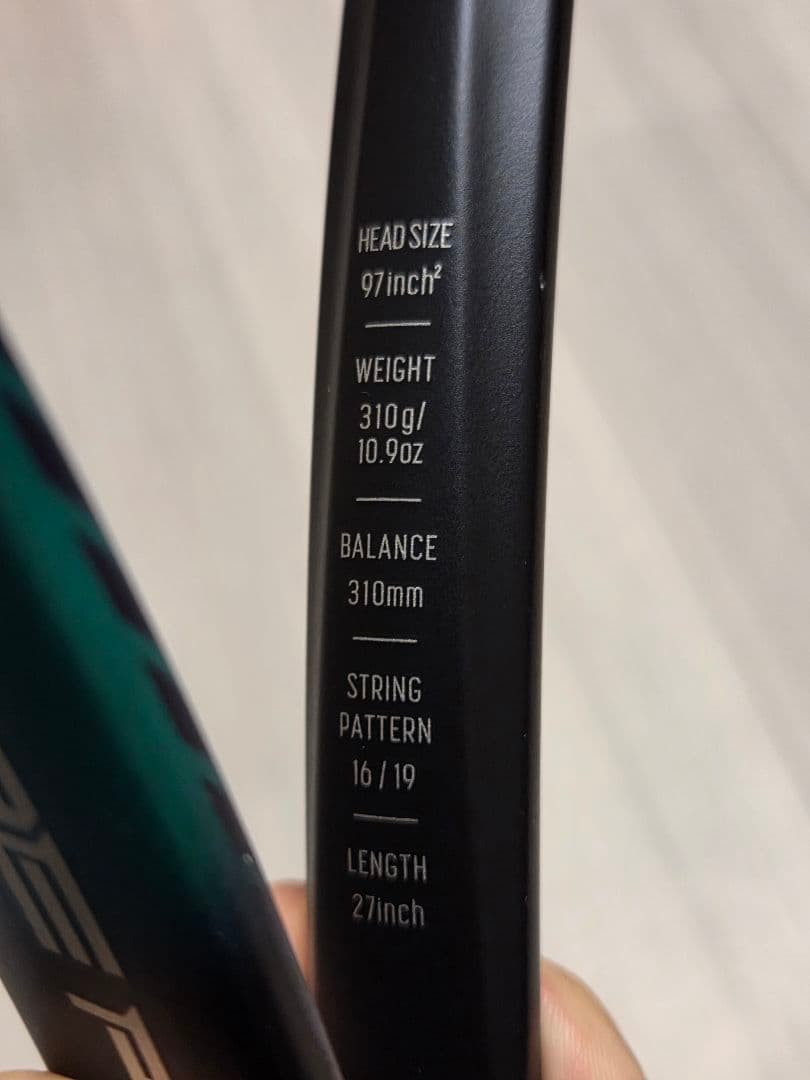 HEAD SIZE
97inch²
WEIGHT
310g/
10.9oz
BALANCE
310mm
STRING
PATTERN
16/19
LENGTH
27inch